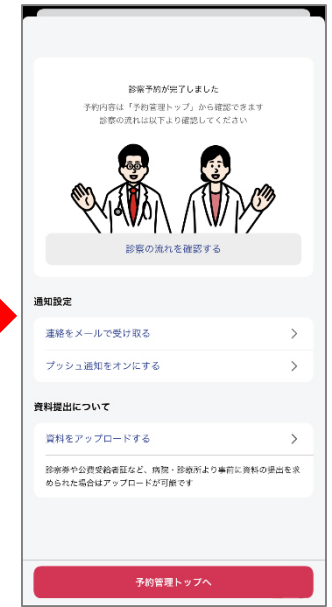 診察予約が完了しました
予約内容は「予約管理トップ」から確認できます
診察の流れは以下より確認してください
診察の流れを確認する
通知設定
連絡をメールで受け取る
プッシュ通知をオンにする
資料提出について
資料をアップロードする
診察券や公費受給者証など、病院・診療所より事前に資料の提出を求
められた場合はアップロードが可能です
予約管理トップへ